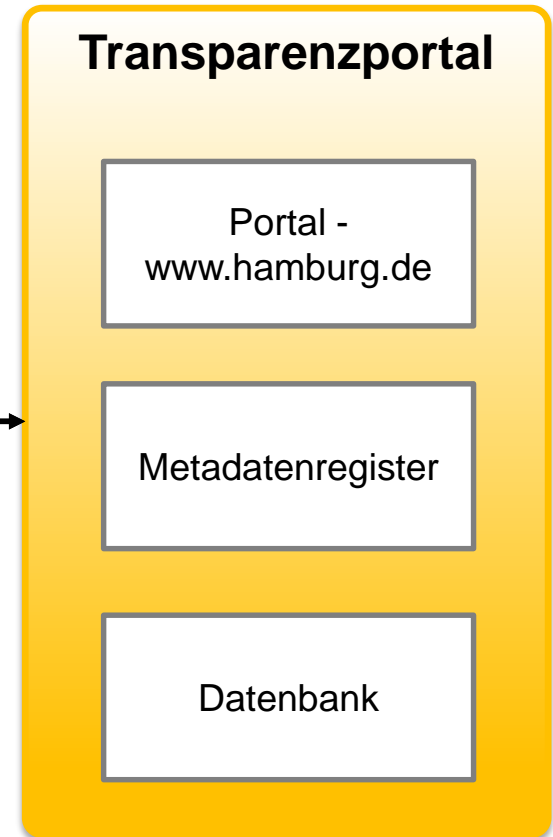 Transparenzportal
Portal -
www.hamburg.de
Metadatenregister
Datenbank